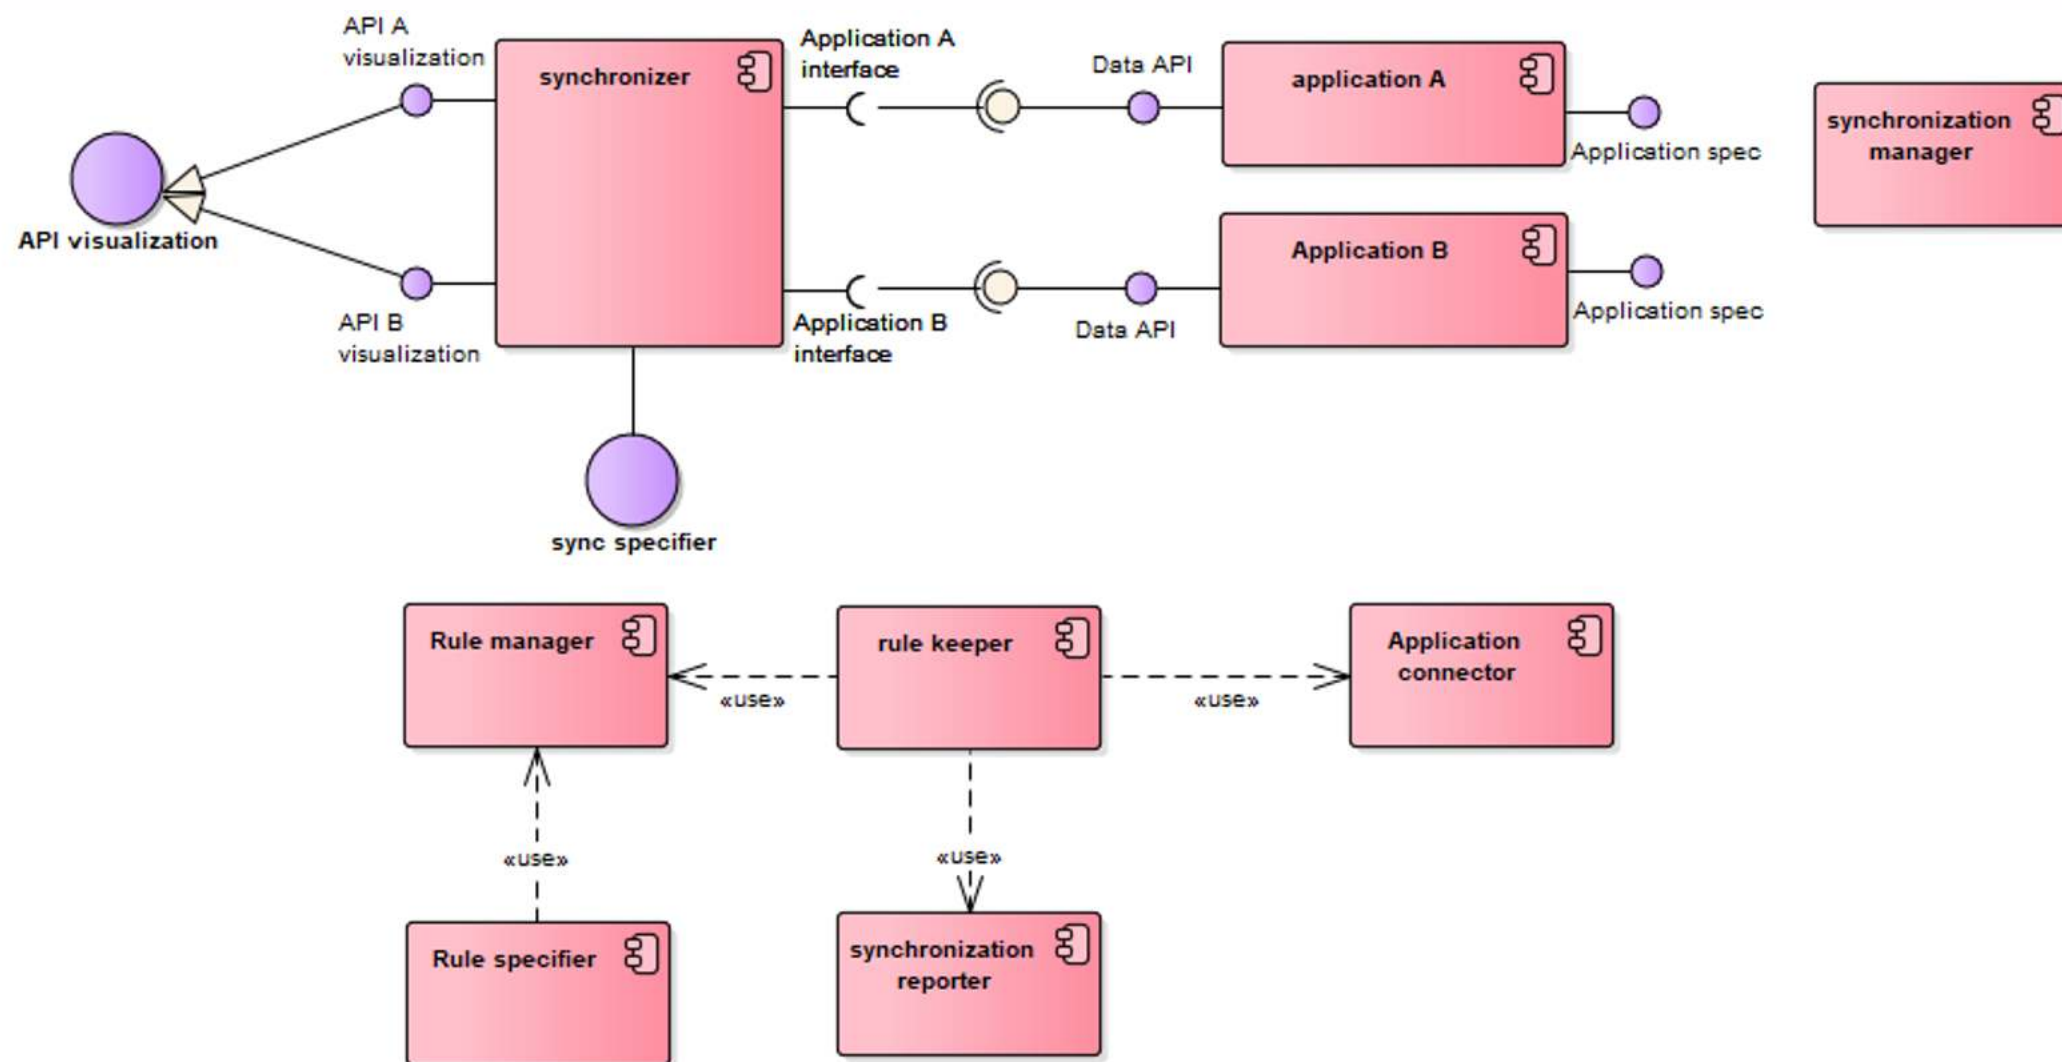 API A
visualization
synchronizer
Application A
interface
Data API
application A
Application spec
synchronization
manager
API visualization
API B
visualization
Application B
interface
Data API
Application B
Application spec
sync specifier
Rule manager
«use»
rule keeper
«use»
Application
connector
«use»
«use»
Rule specifier
synchronization
reporter